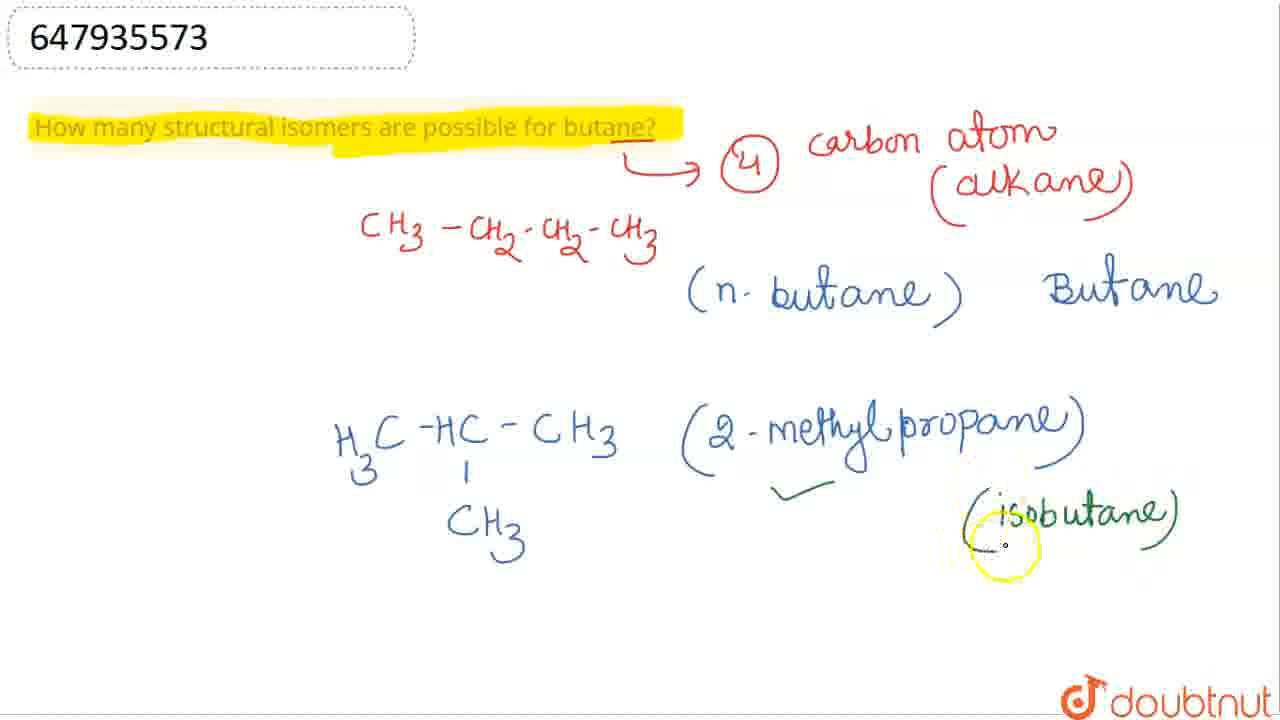 647935573
How many structural isomers are possible for butane?
4 carbon atom
(alkane)
CH3 - CH2 - CH2 - CH3
(n-butane) Butane
H3C - HC - CH3 (2-methylpropane)
CH3
(isobutane)
doubtnut